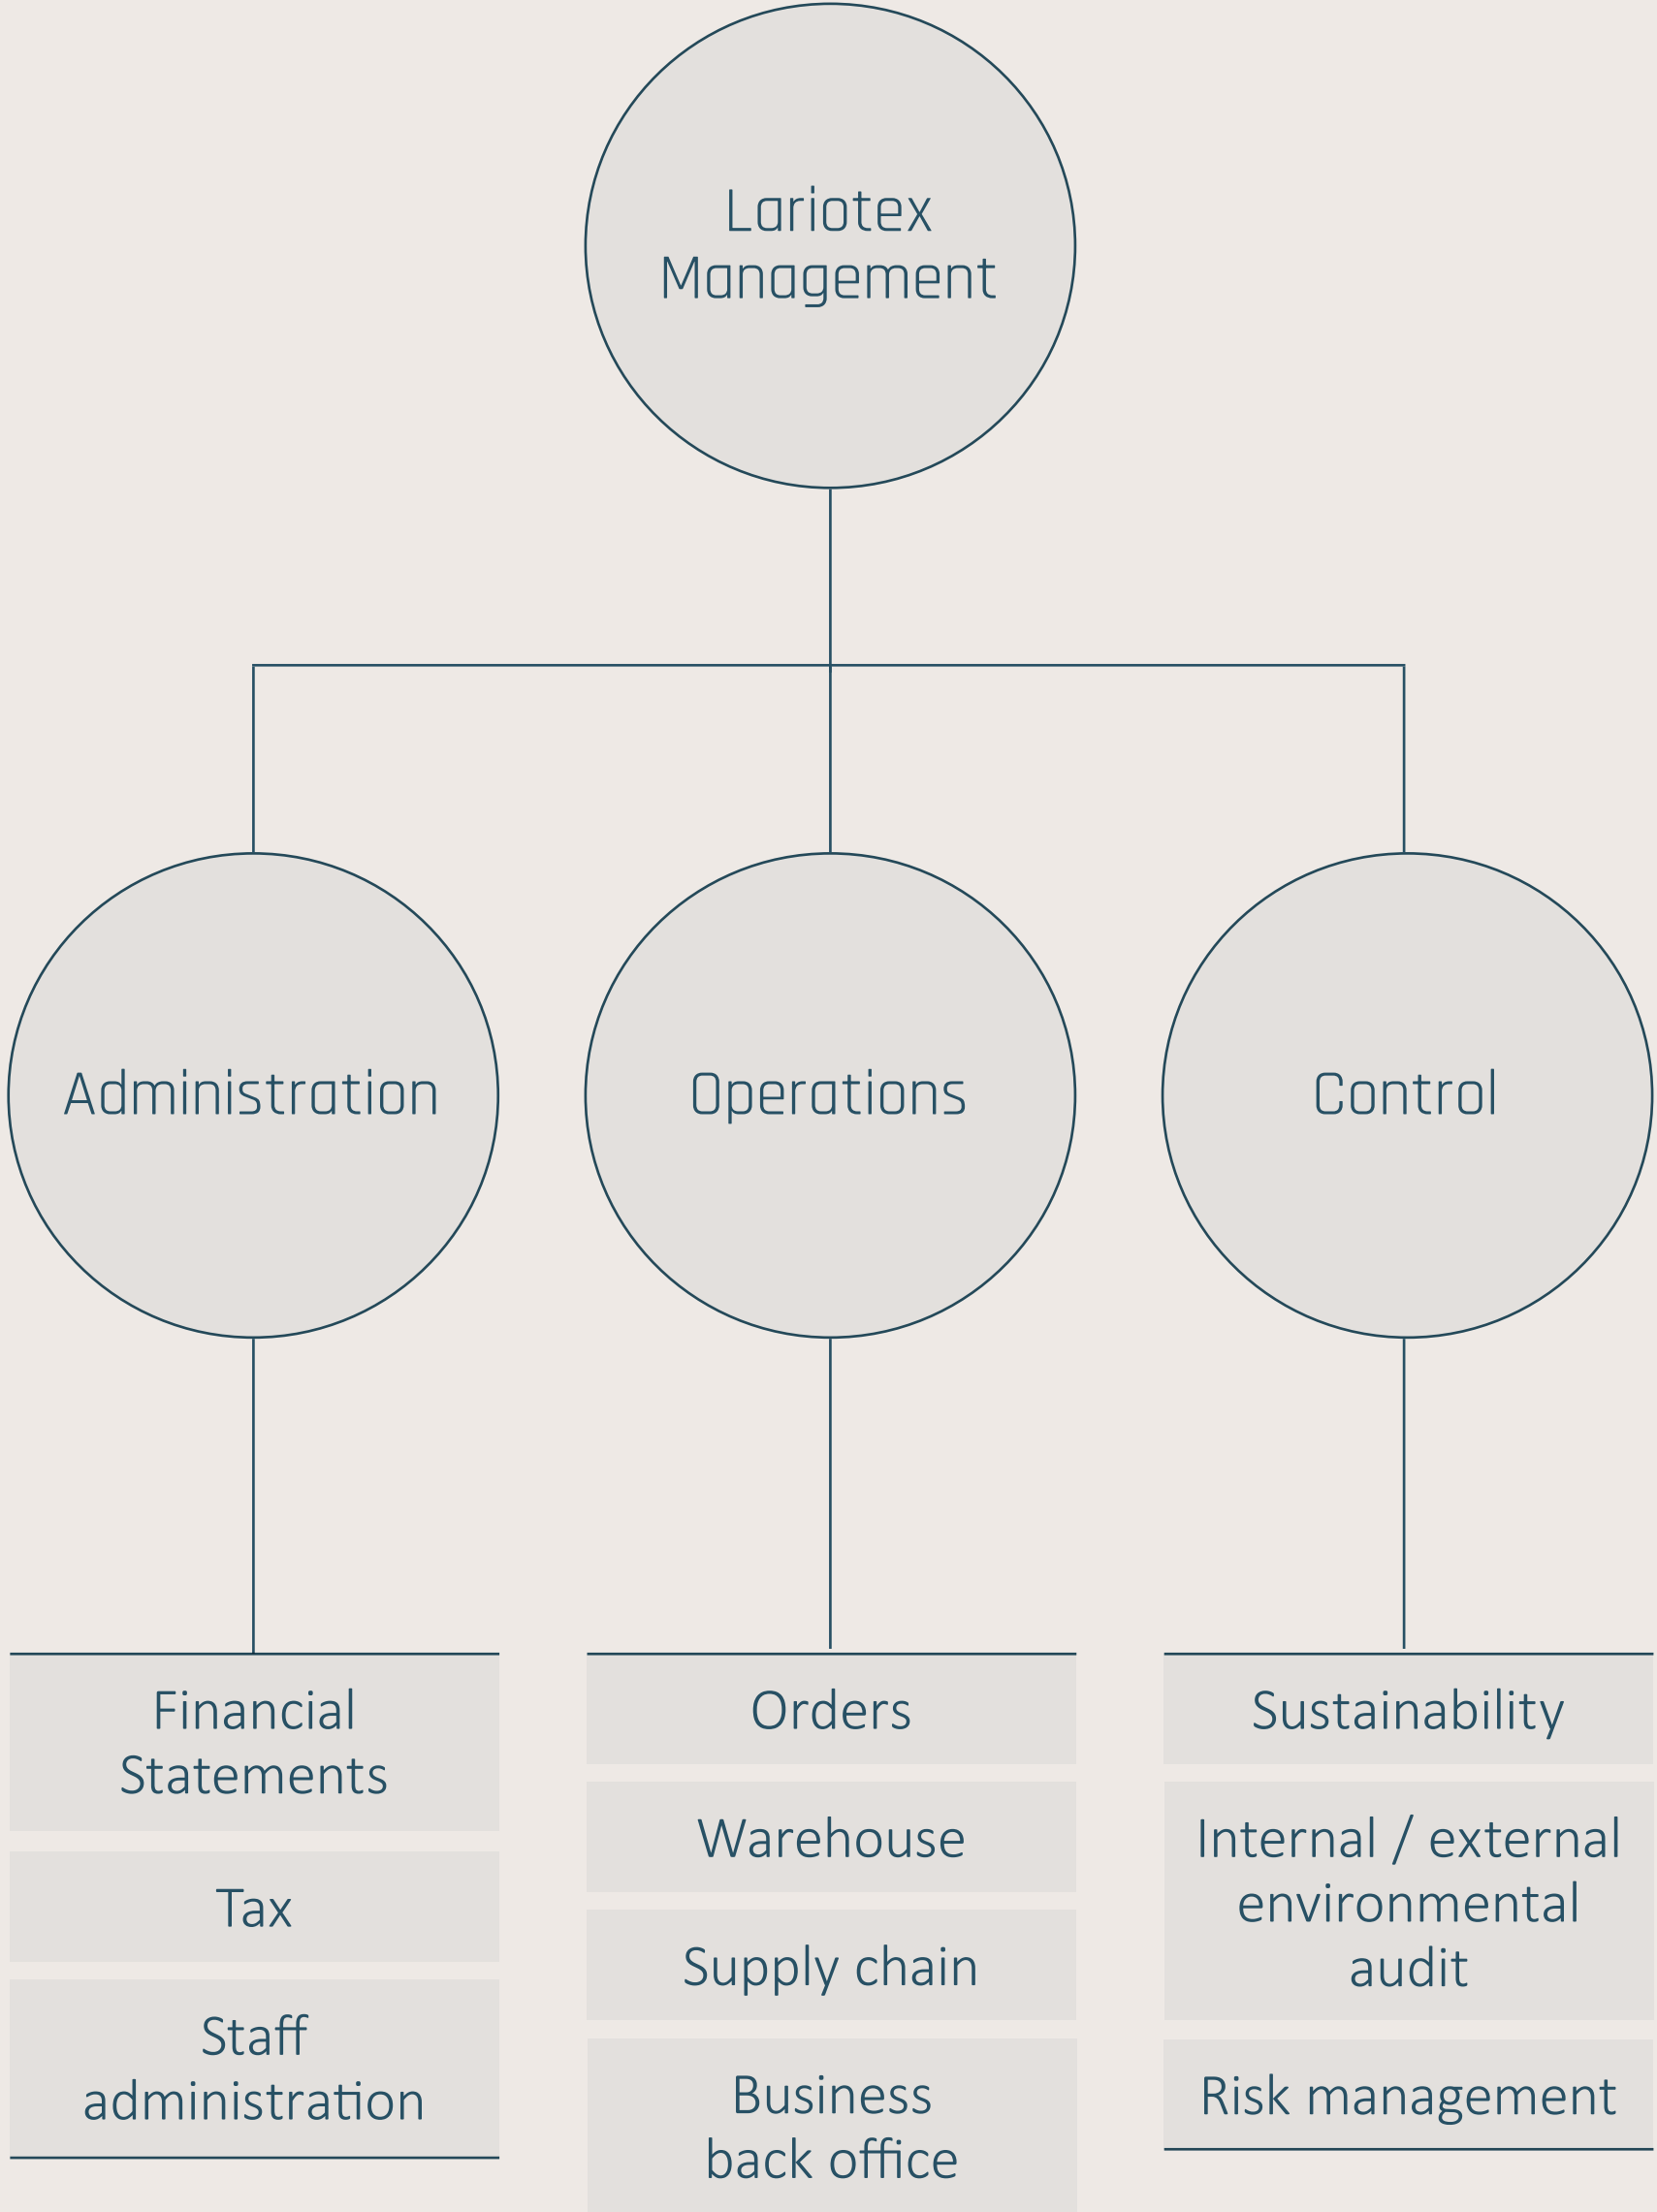 Lariotex
Management
Administration
Operations
Control
Financial
Statements
Tax
Staff
administration
Orders
Warehouse
Supply chain
Business
back office
Sustainability
Internal / external
environmental
audit
Risk management